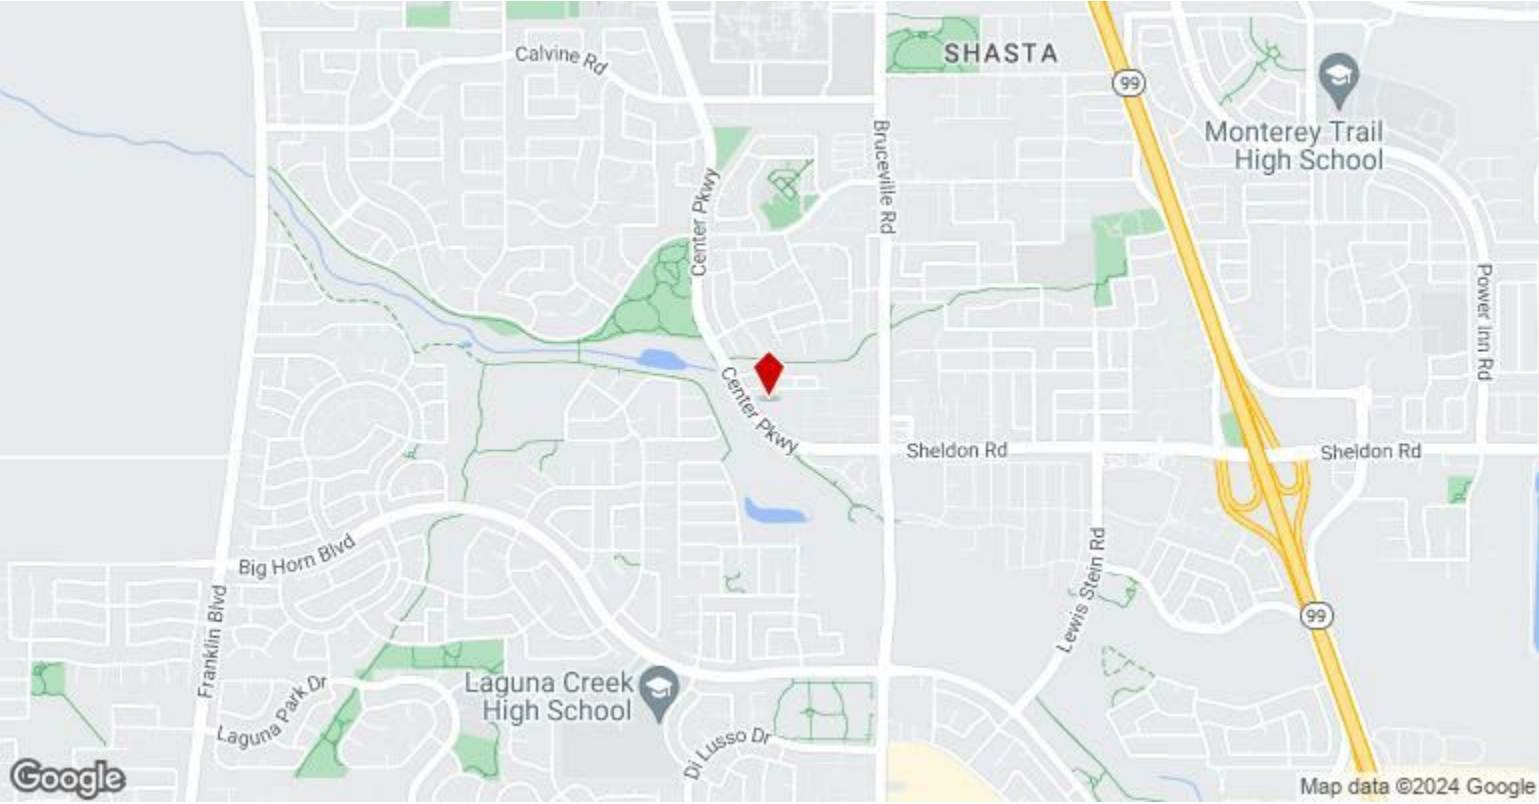 Calvine Rd
SHASTA
99
Monterey Trail
High School
Bruceville Rd
Center Pkwy
Power Inn Rd
Center Pkwy
Sheldon Rd
Sheldon Rd
Big Horn Blvd
Lewis Stein Rd
Franklin Blvd
99
Laguna Creek
High School
Laguna Park Dr
Di Lusso Dr
Google
Map data ©2024 Google